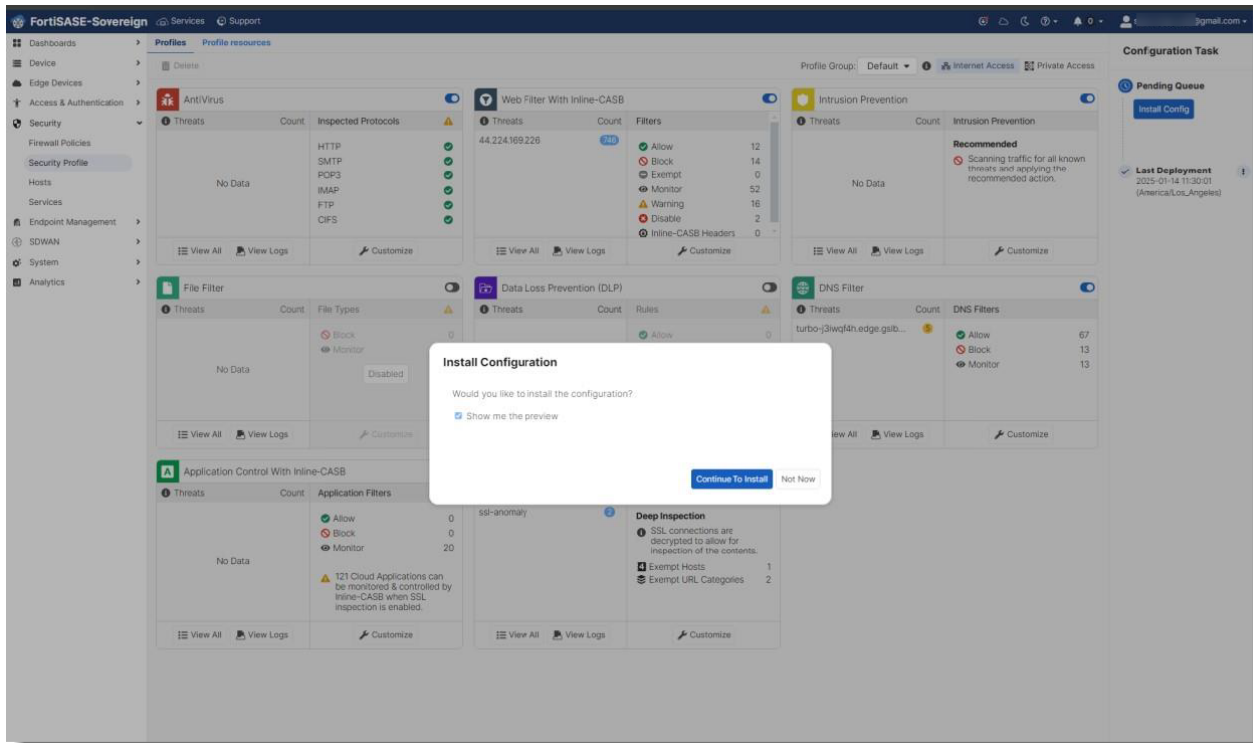 FortiSASE-Sovereign Services Support 0 @gmail.com
Dashboards
Device
Edge Devices
Access & Authentication
Security
Firewall Policies
Security Profile
Hosts
Services
Endpoint Management
SDWAN
System
Analytics
Profiles Profile resources
Delete Profile Group: Default Internet Access Private Access
AntiVirus
Threats Count Inspected Protocols
No Data
HTTP
SMTP
POP3
IMAP
FTP
CIFS
View All View Logs Customize
Web Filter With Inline-CASB
Threats Count Filters
44.224.169.226
Allow 12
Block 14
Exempt 0
Monitor 52
Warning 16
Disable 2
Inline-CASB Headers 0
View All View Logs Customize
Intrusion Prevention
Threats Count Intrusion Prevention
No Data
Recommended
Scanning traffic for all known
threats and applying the
recommended action.
View All View Logs Customize
File Filter
Threats Count File Types
No Data
Block 0
Monitor
Disabled
View All View Logs Customize
Data Loss Prevention (DLP)
Threats Count Rules
Allow 0
DNS Filter
Threats Count DNS Filters
turbo-j3iwqf4h.edge.gslb... 5
Allow 67
Block 13
Monitor 13
View All View Logs Customize
Install Configuration
Would you like to install the configuration?
Show me the preview
Continue To Install Not Now
Application Control With Inline-CASB
Threats Count Application Filters
No Data
Allow 0
Block 0
Monitor 20
121 Cloud Applications can
be monitored & controlled by
Inline-CASB when SSL
inspection is enabled.
View All View Logs Customize
ssl-anomaly 2
Deep Inspection
SSL connections are
decrypted to allow for
inspection of the contents.
Exempt Hosts 1
Exempt URL Categories 2
View All View Logs Customize
Configuration Task
Pending Queue
Install Config
Last Deployment
2025-01-14 11:30:01
(America/Los_Angeles)